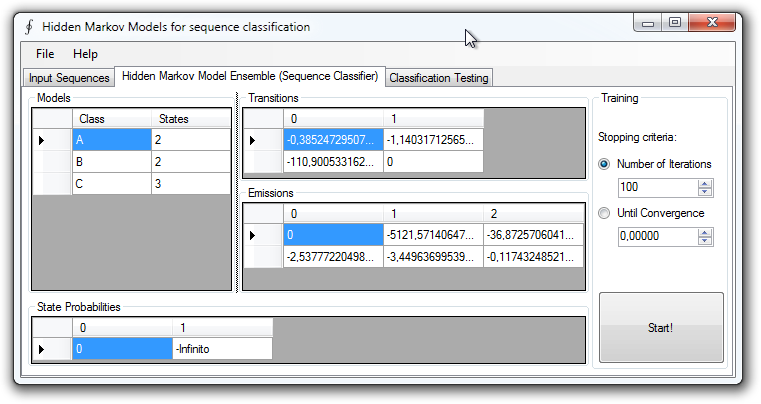 Hidden Markov Models for sequence classification
File Help
Input Sequences Hidden Markov Model Ensemble (Sequence Classifier) Classification Testing
Models
Class States
A 2
B 2
C 3
Transitions
0 1
-0,38524729507... -1,14031712565...
-110,900533162... 0
Emissions
0 1 2
0 -5121,57140647... -36,8725706041...
-2,53777220498... -3,44963699539... -0,11743248521...
State Probabilities
0 1
0 -Infinito
Training
Stopping criteria:
Number of Iterations
100
Until Convergence
0,00000
Start!